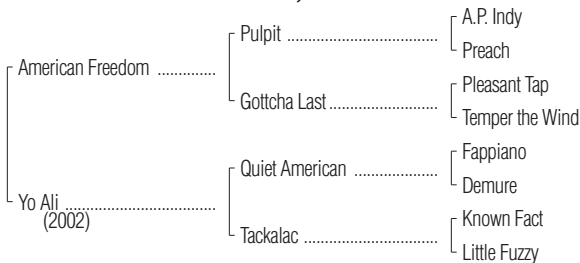 A.P. Indy
Pulpit ......................................
Preach
American Freedom ..............
Pleasant Tap
Gottcha Last...........................
Temper the Wind
Fappiano
Quiet American .....................
Demure
Yo Ali .....................................
(2002)
Known Fact
Tackalac .................................
Little Fuzzy